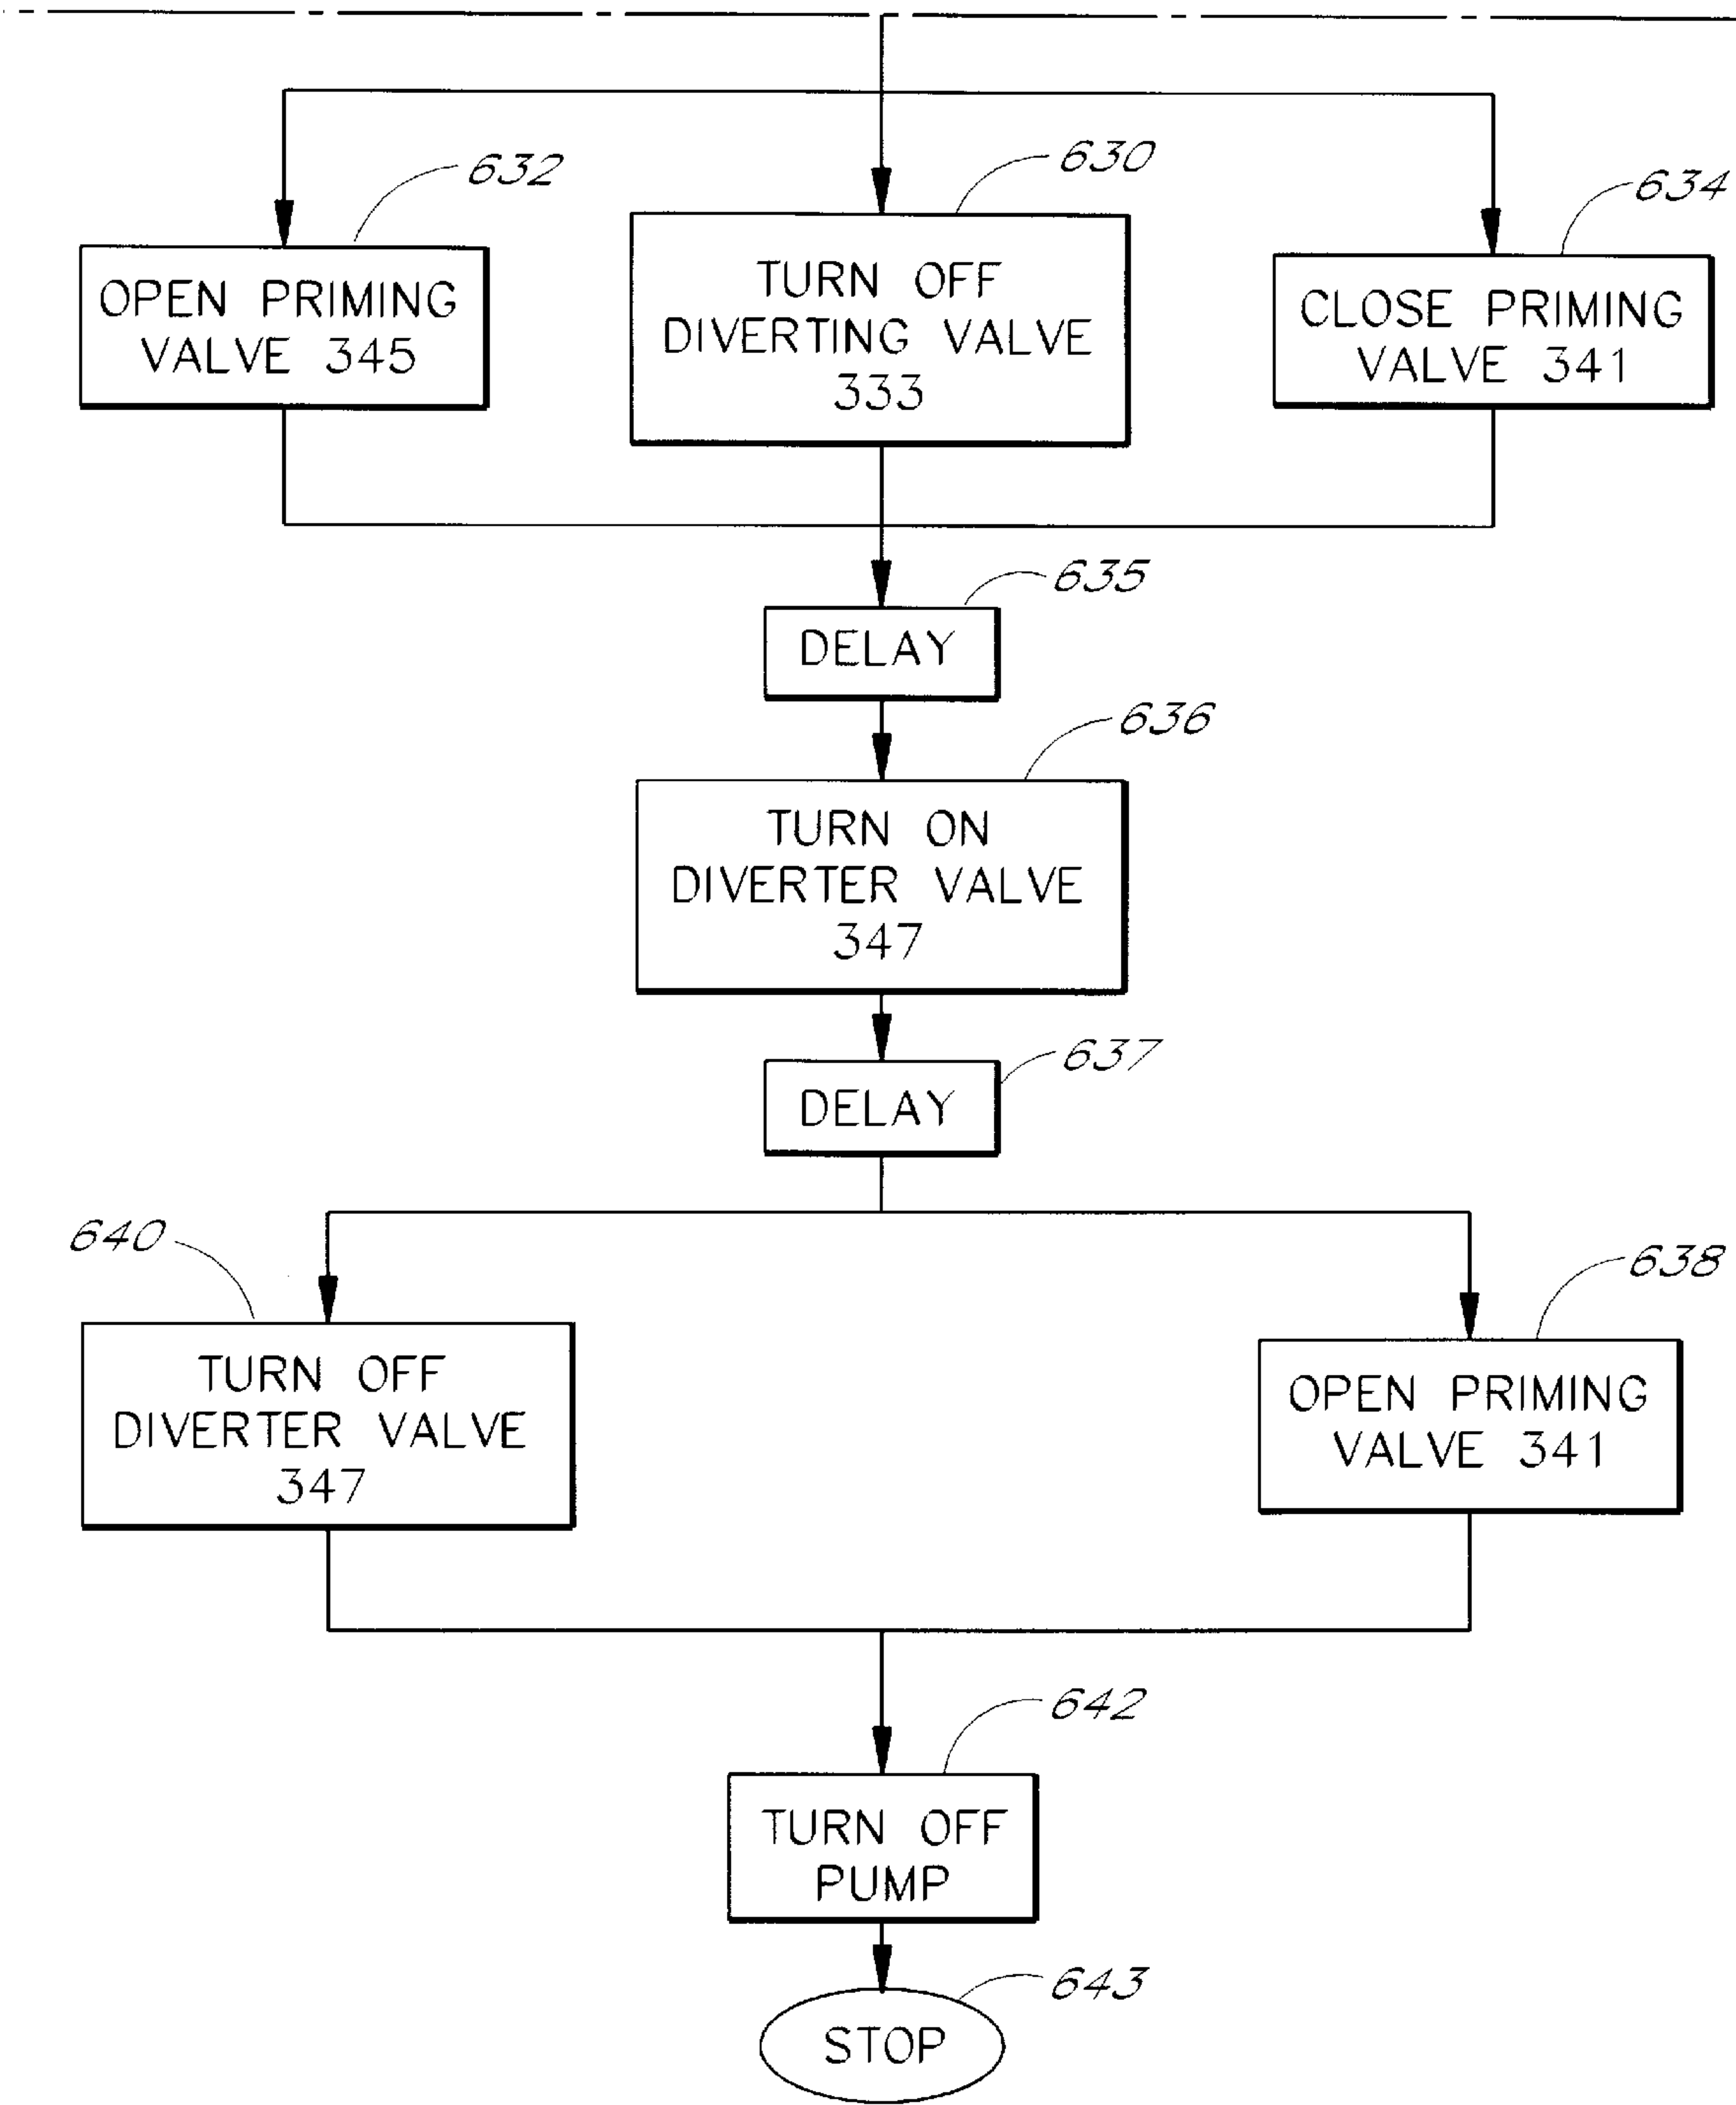 632
630
634
OPEN PRIMING
VALVE 345
TURN OFF
DIVERTING VALVE
333
CLOSE PRIMING
VALVE 341
635
DELAY
636
TURN ON
DIVERTER VALVE
347
637
DELAY
640
638
TURN OFF
DIVERTER VALVE
347
OPEN PRIMING
VALVE 341
642
TURN OFF
PUMP
643
STOP